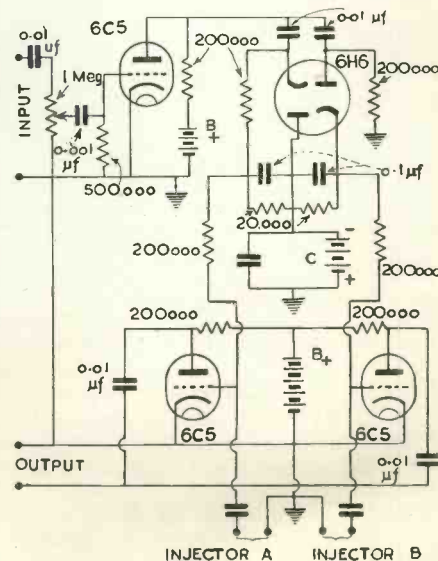 6C5
0.01
µf
0.01
uf
6H6
1 Meg.
200000
200000
INPUT
B
+
0.001
µf
500000
0.1µf
20.000
200000
C
-
+
200000
200000
200000
B+
0.01
µf
6C5
6C5
OUTPUT
0.01
µf
INJECTOR A
INJECTOR B